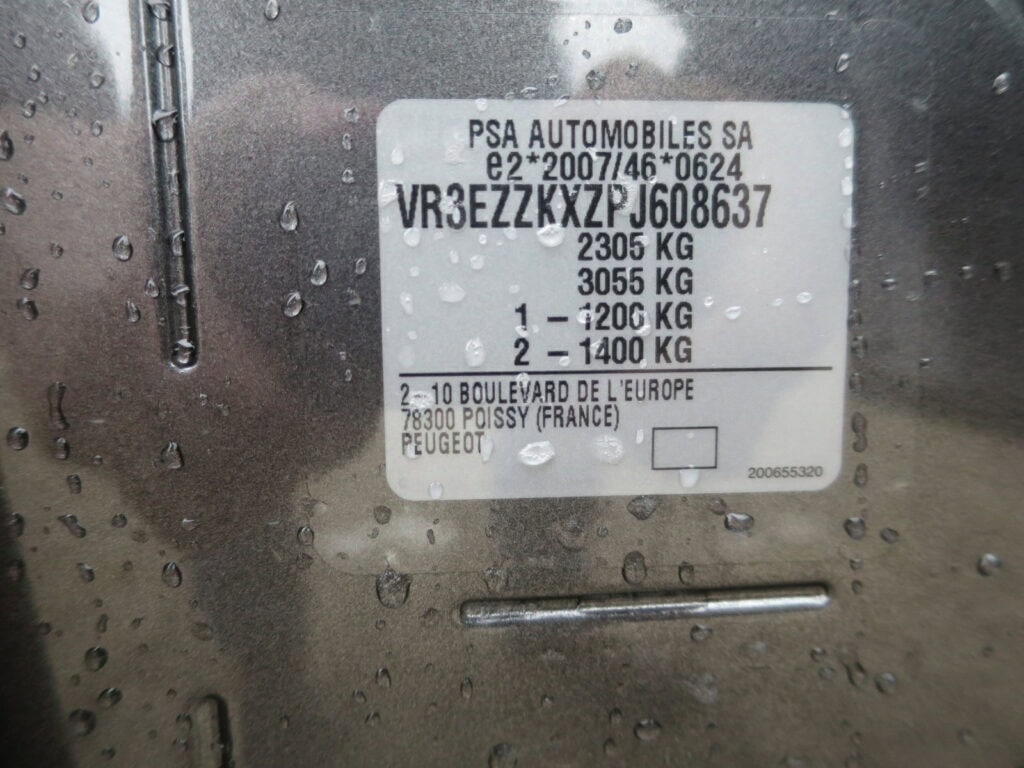 PSA AUTOMOBILES SA
e2*2007/46*0624
VR3EZZKXZPJ608637
2305 KG
3055 KG
1 – 1200 KG
2 – 1400 KG
2 – 10 BOULEVARD DE L'EUROPE
78300 POISSY (FRANCE)
PEUGEOT
200655320